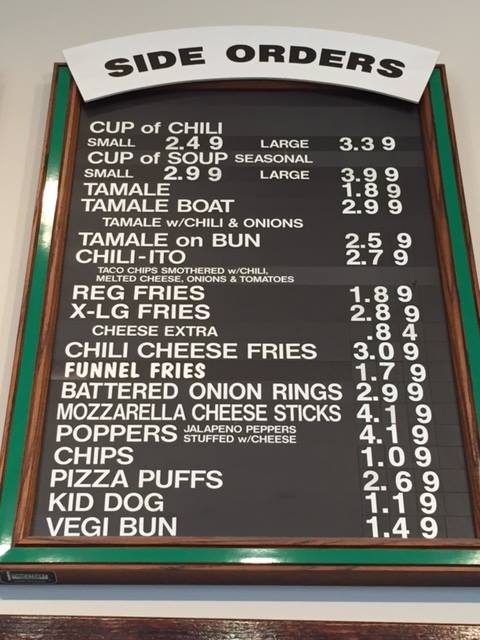 SIDE ORDERS
CUP of CHILI
SMALL 2.49 LARGE 3.39
CUP of SOUP SEASONAL
SMALL 2.99 LARGE 3.99
TAMALE 1.89
TAMALE BOAT 2.99
TAMALE w/CHILI & ONIONS
TAMALE on BUN 2.59
CHILI-ITO 2.79
TACO CHIPS SMOTHERED w/CHILI,
MELTED CHEESE, ONIONS & TOMATOES
REG FRIES 1.89
X-LG FRIES 2.89
CHEESE EXTRA .84
CHILI CHEESE FRIES 3.09
FUNNEL FRIES 1.79
BATTERED ONION RINGS 2.99
MOZZARELLA CHEESE STICKS 4.19
POPPERS JALAPENO PEPPERS STUFFED w/CHEESE 4.19
CHIPS 1.09
PIZZA PUFFS 2.69
KID DOG 1.19
VEGI BUN 1.49